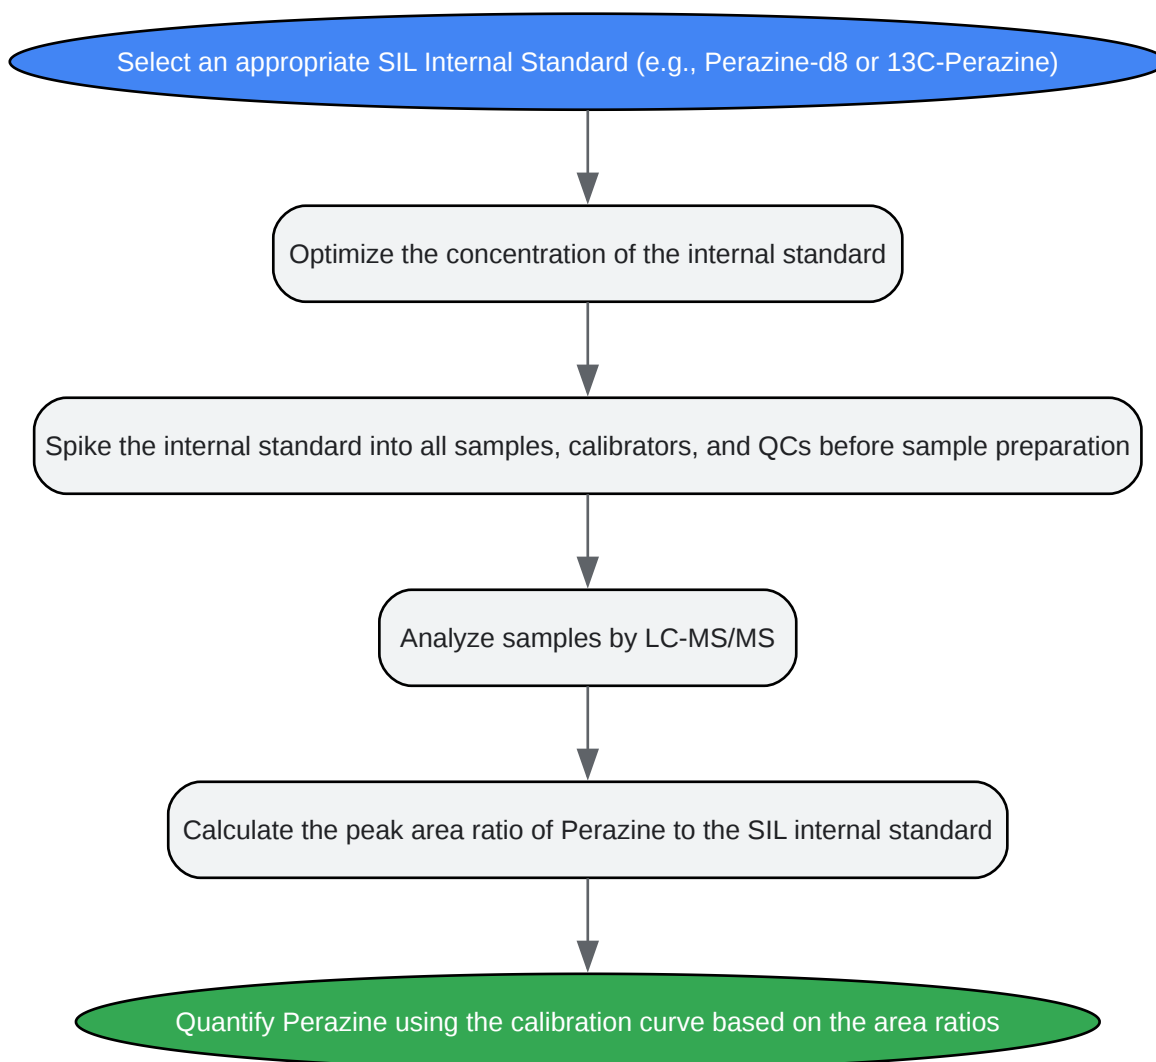 Select an appropriate SIL Internal Standard (e.g., Perazine-d8 or 13C-Perazine)
Optimize the concentration of the internal standard
Spike the internal standard into all samples, calibrators, and QCs before sample preparation
Analyze samples by LC-MS/MS
Calculate the peak area ratio of Perazine to the SIL internal standard
Quantify Perazine using the calibration curve based on the area ratios